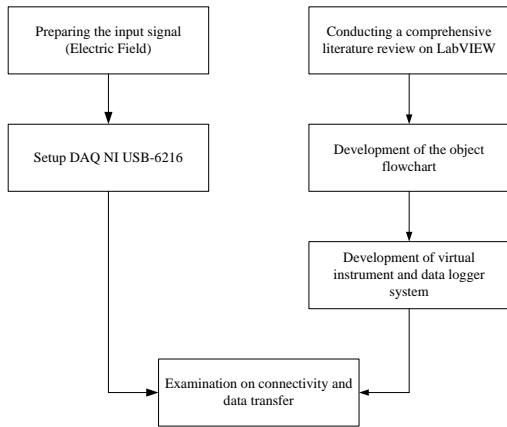 Preparing the input signal
(Electric Field)
Setup DAQ NI USB-6216
Conducting a comprehensive
literature review on LabVIEW
Development of the object
flowchart
Development of virtual
instrument and data logger
system
Examination on connectivity and
data transfer